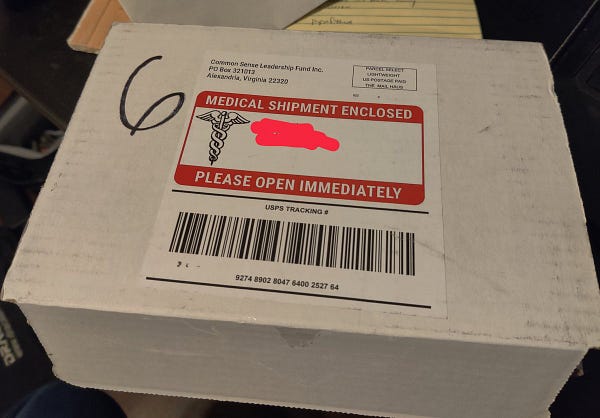 Common Sense Leadership Fund Inc.
PO Box 321013
Alexandria, Virginia 22320
PARCEL SELECT
LIGHTWEIGHT
US POSTAGE PAID
THE MAIL HAUS
6
MEDICAL SHIPMENT ENCLOSED
PLEASE OPEN IMMEDIATELY
USPS TRACKING #
9274 8902 8047 6400 2527 64